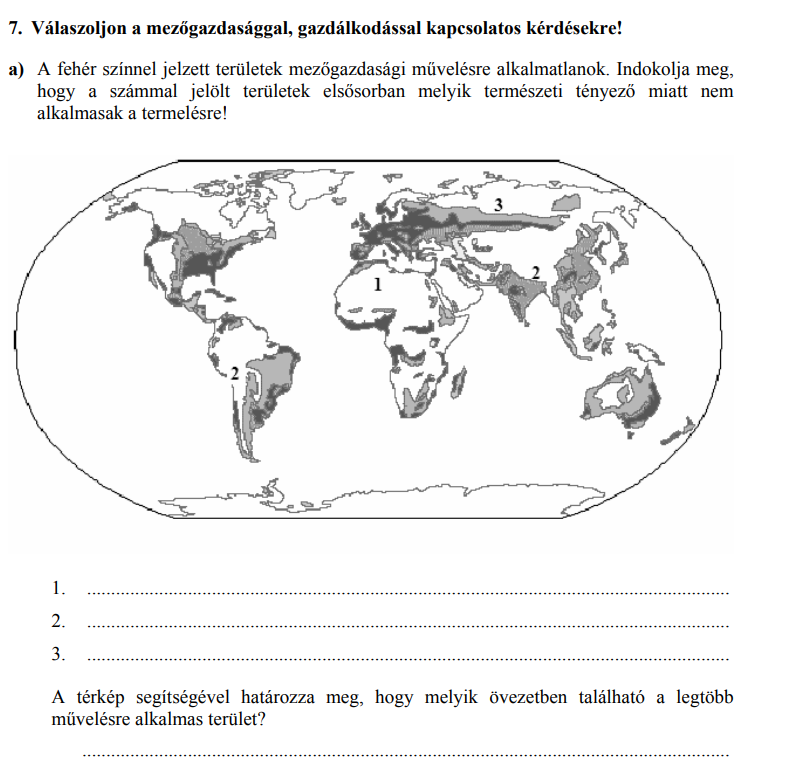 7. Válaszoljon a mezőgazdasággal, gazdálkodással kapcsolatos kérdésekre!
a) A fehér színnel jelzett területek mezőgazdasági művelésre alkalmatlanok. Indokolja meg,
hogy a számmal jelölt területek elsősorban melyik természeti tényező miatt nem
alkalmasak a termelésre!
3
2
1
2
1. ........................................................................
2. ........................................................................
3. ........................................................................
A térkép segítségével határozza meg, hogy melyik övezetben található a legtöbb
művelésre alkalmas terület?
........................................................................